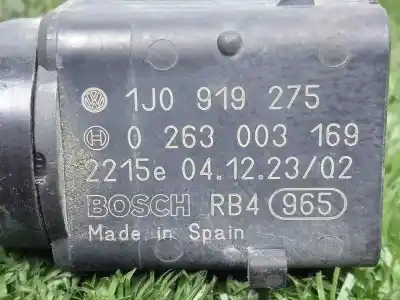 1J0 919 275
0 263 003 169
2215e 04.12.23/02
BOSCH RB4 965
Made in Spain